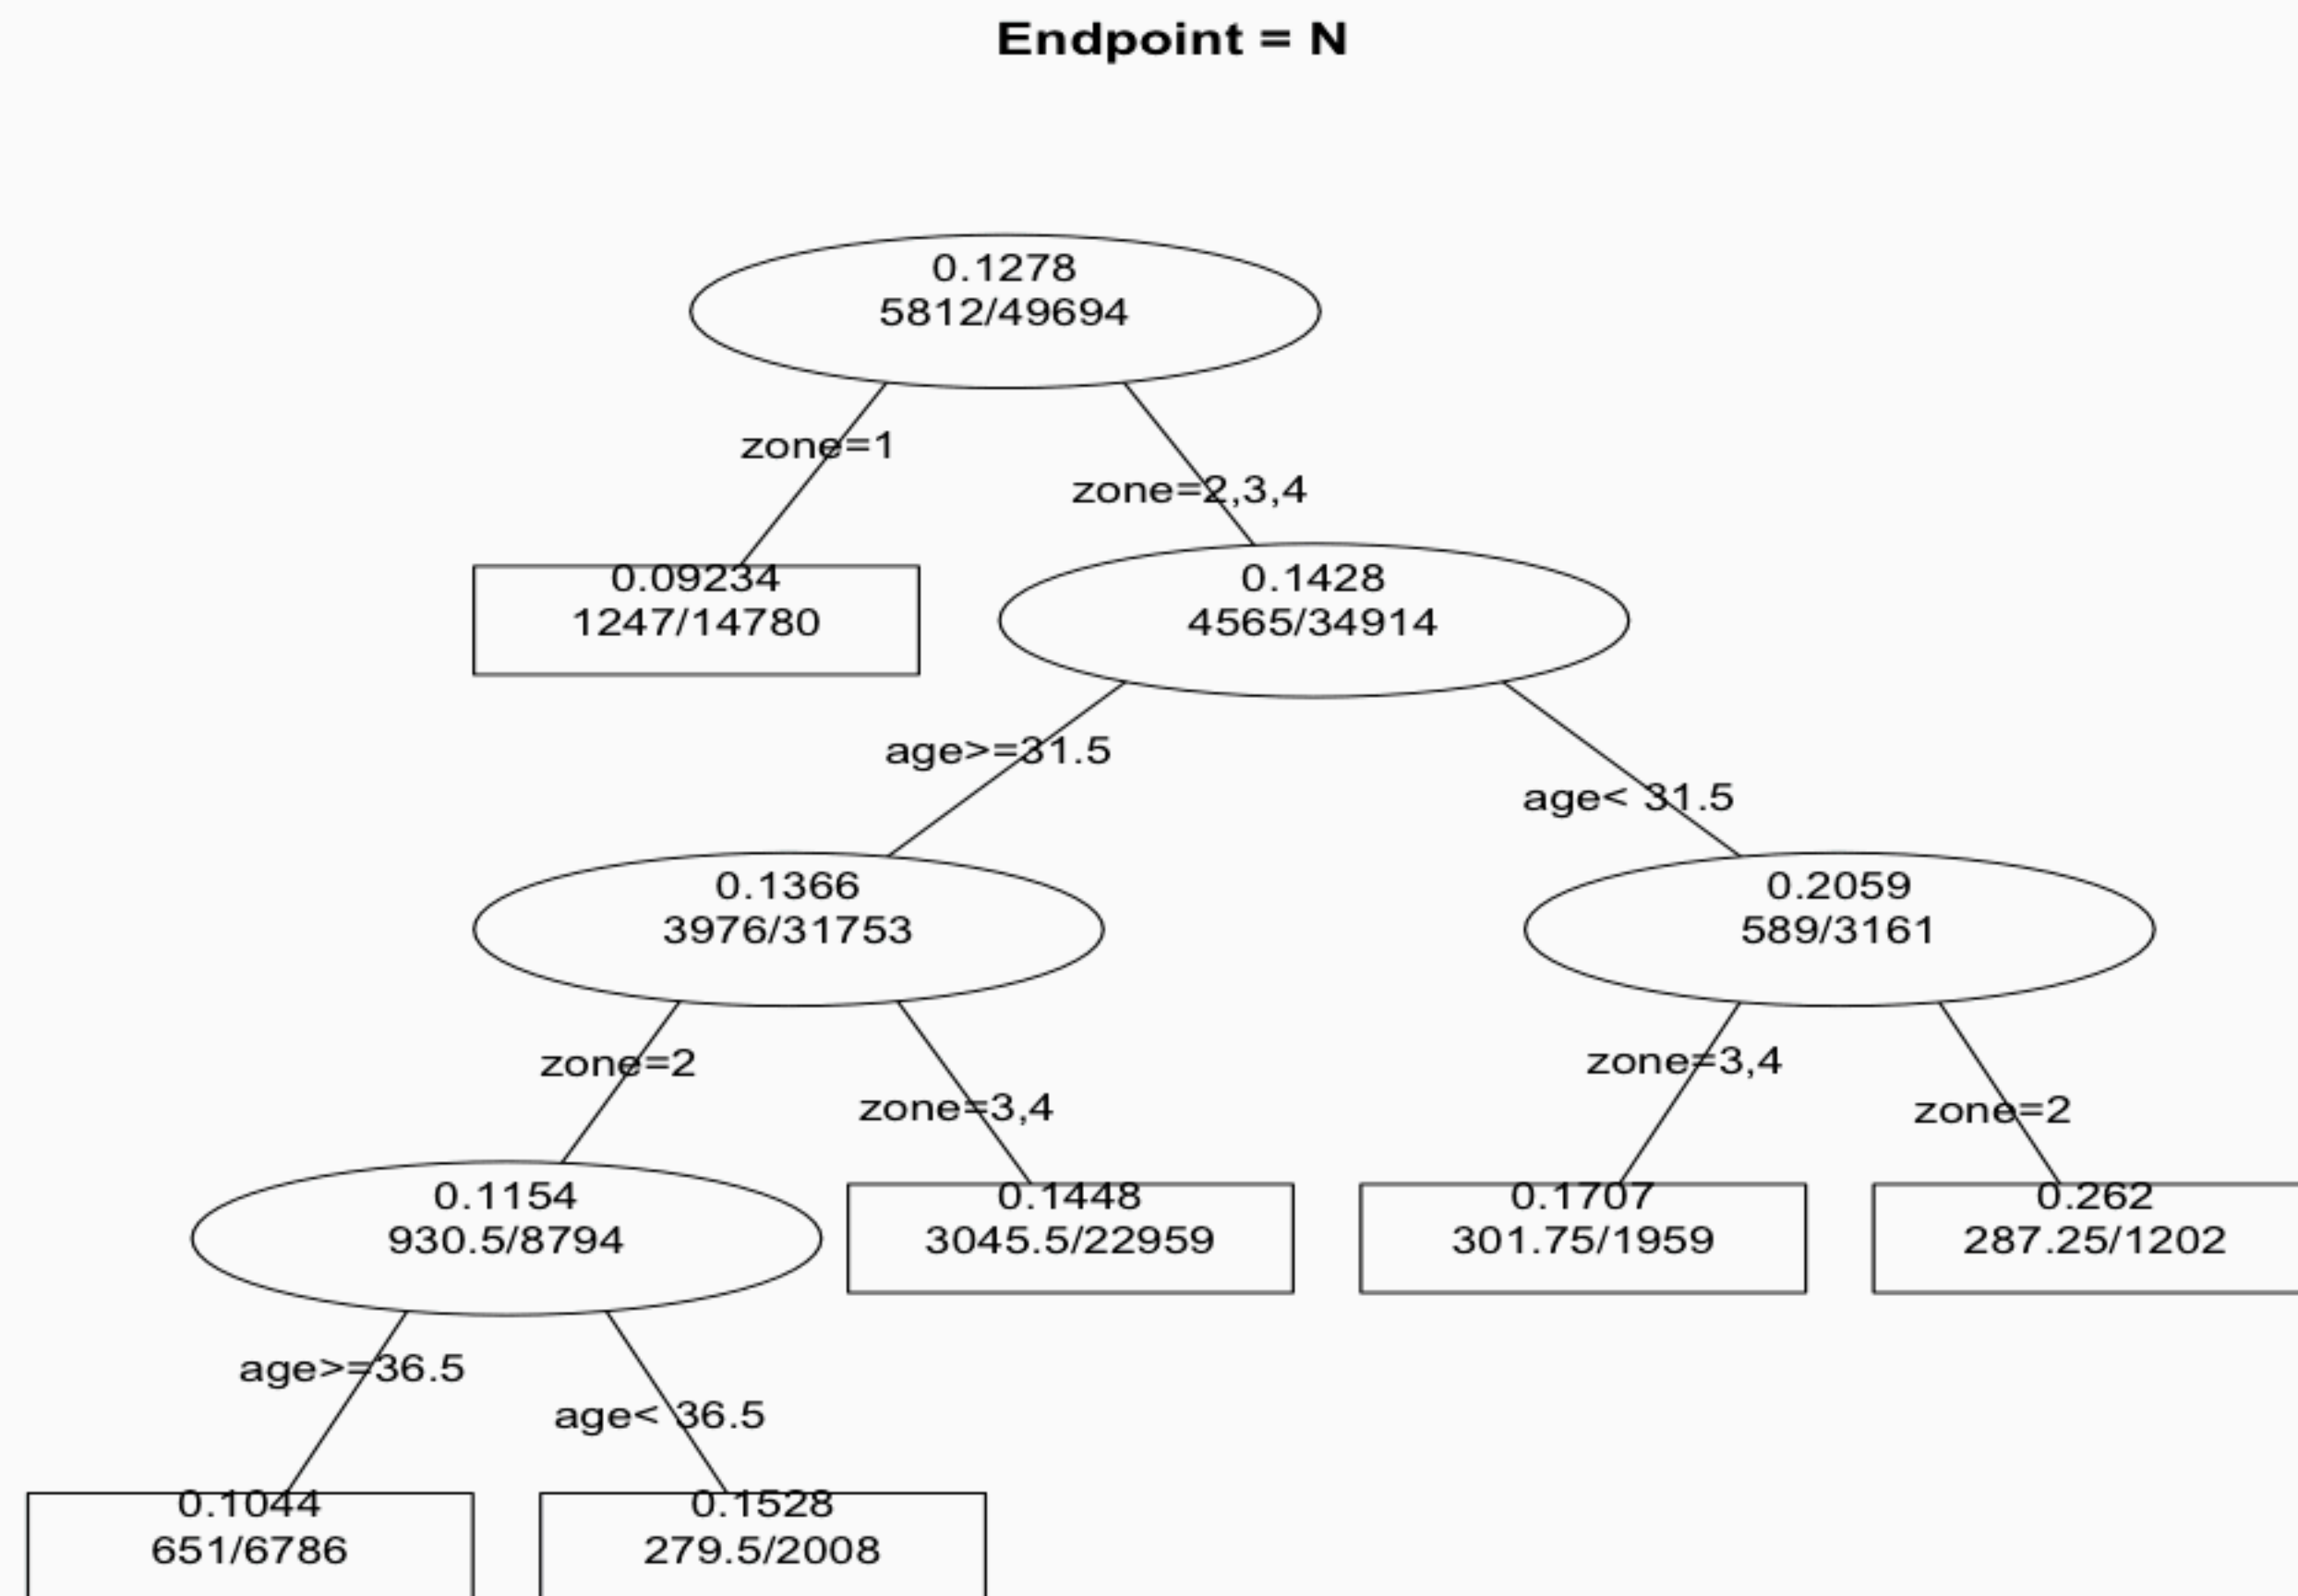 Endpoint = N
0.1278
5812/49694
zone=1
zone=2,3,4
0.09234
1247/14780
0.1428
4565/34914
age>=31.5
age< 31.5
0.1366
3976/31753
0.2059
589/3161
zone=2
zone=3,4
zone=3,4
zone=2
0.1154
930.5/8794
0.1448
3045.5/22959
0.1707
301.75/1959
0.262
287.25/1202
age>=36.5
age< 36.5
0.1044
651/6786
0.1528
279.5/2008